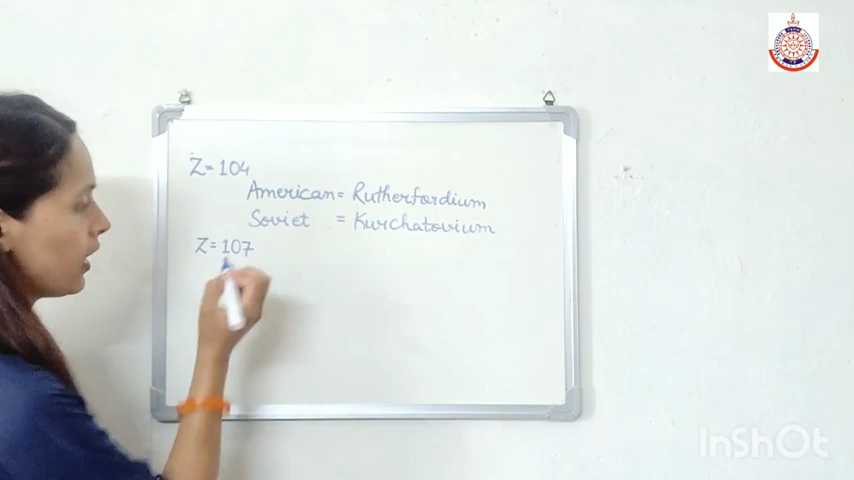 Z= 104
American= Rutherfordium
Soviet = Kurchatovium
Z= 107
InShOt